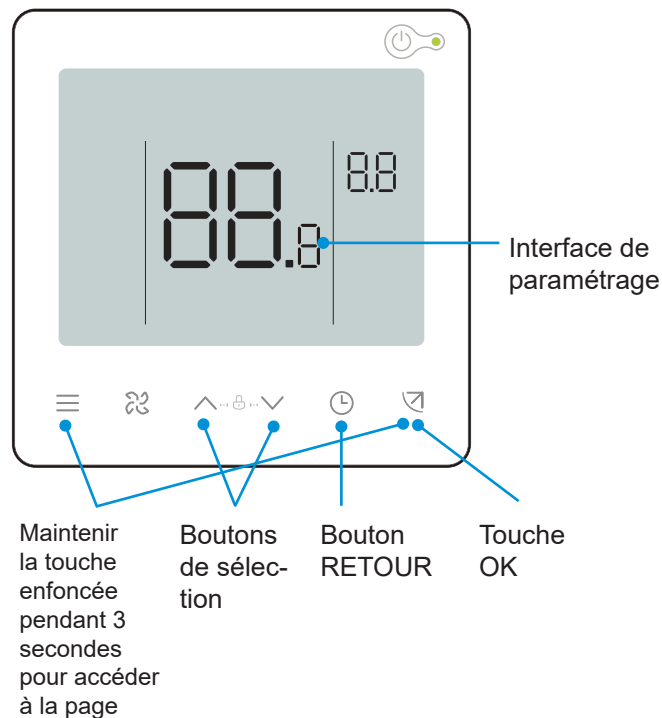 88.8
8.8
Interface de
paramétrage
Maintenir
la touche
enfoncée
pendant 3
secondes
pour accéder
à la page
Boutons
de sélec-
tion
Bouton
RETOUR
Touche
OK